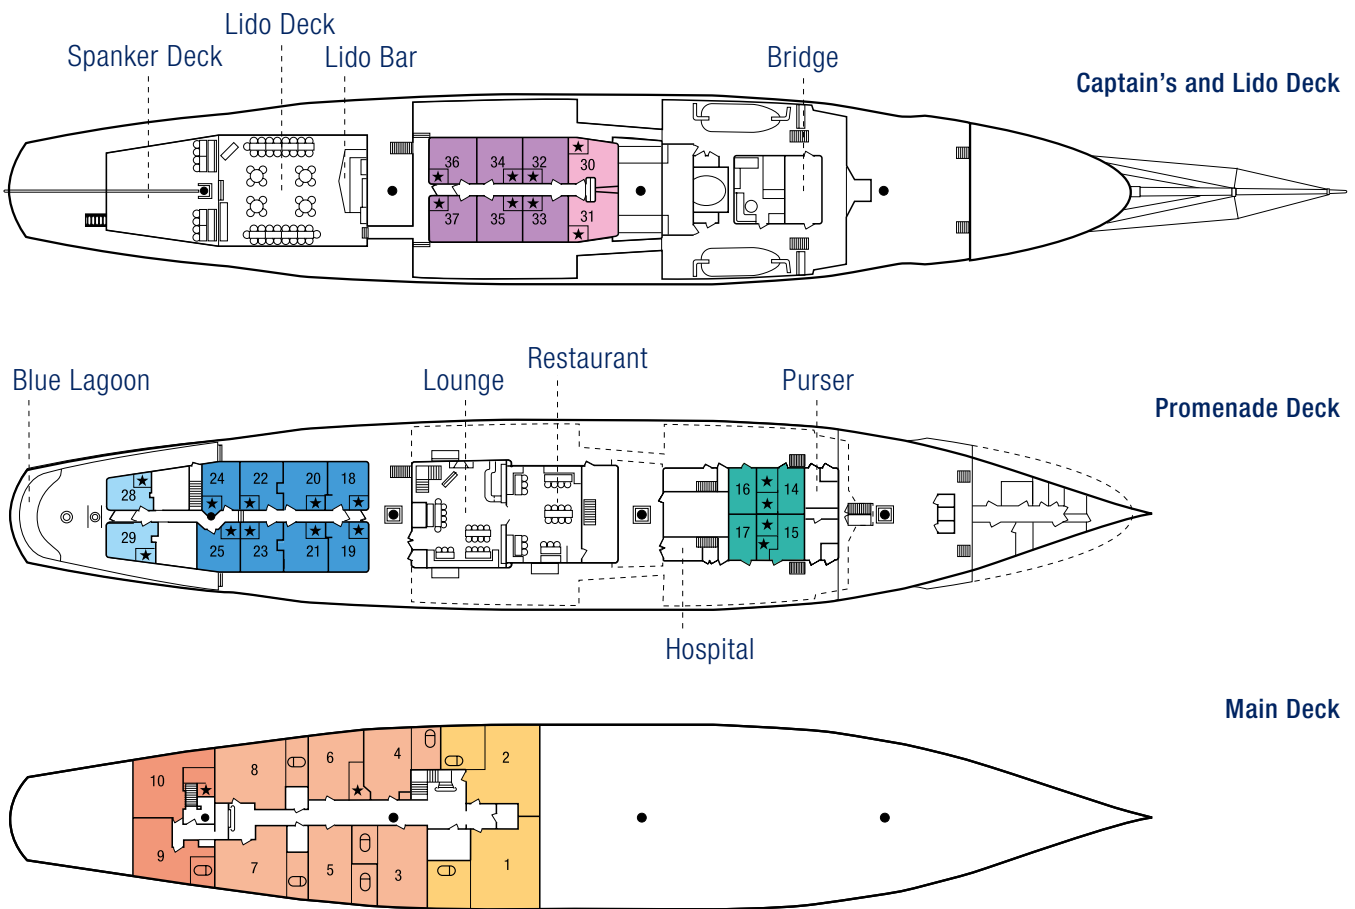 Lido Deck
Spanker Deck
Lido Bar
Bridge
Captain's and Lido Deck
36 34 32 30
37 35 33 31
Restaurant
Blue Lagoon
Lounge
Purser
Promenade Deck
28 24 22 20 18 16 14
29 25 23 21 19 17 15
Hospital
Main Deck
10 8 6 4 2
9 7 5 3 1